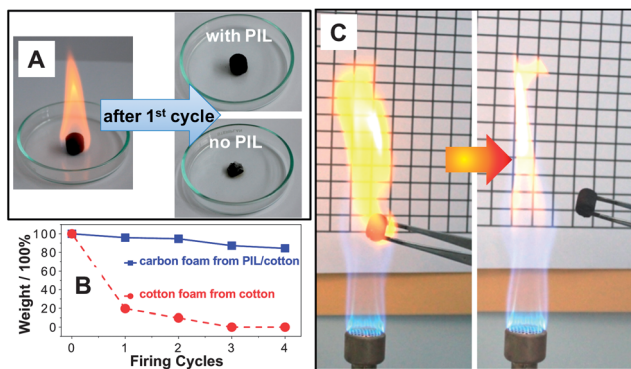 A
with PIL
after 1st cycle
no PIL
C
Weight / 100%
100
80
60
40
20
0
B
carbon foam from PIL/cotton
cotton foam from cotton
0
1
2
3
4
Firing Cycles